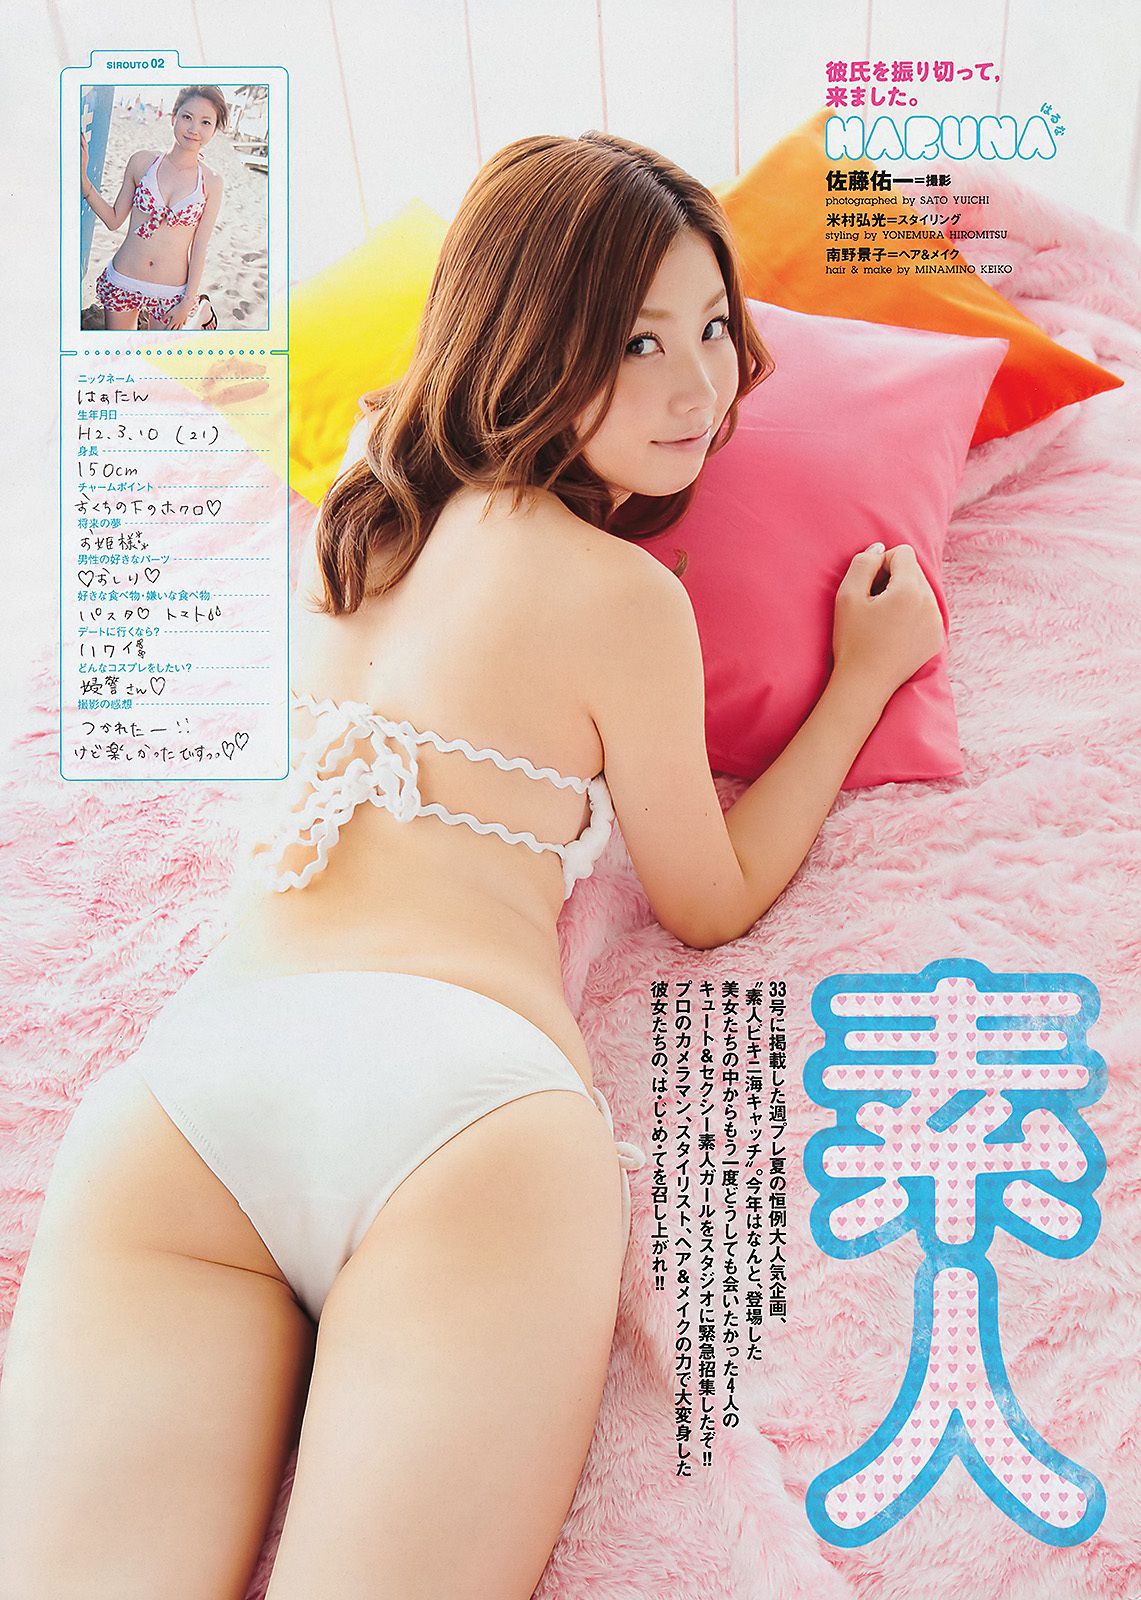 SIROUTO 02
ニックネーム
はぁたん
生年月日
H2.3.10 (21)
身長
150cm
チャームポイント
おくちの下のホクロ♡
将来の夢
お姫様
男性の好きなパーツ
♡おしり♡
好きな食べ物・嫌いな食べ物
パスタ♡ トマト
デートに行くなら?
ハワイ
どんなコスプレをしたい?
婦警さん♡
撮影の感想
つかれたー!!
けど楽しかったですっっ♡♡
彼氏を振り切って、
来ました。
HARUNA
はるな
佐藤佑一=撮影
photographed by SATO YUICHI
米村弘光=スタイリング
styling by YONEMURA HIROMITSU
南野景子=ヘア&メイク
hair & make by MINAMINO KEIKO
素人
33号に掲載した週プレ夏の恒例大人気企画、
“素人ビキニ海キャッチ”。今年はなんと、登場した
美女たちの中からもう一度どうしても会いたかった4人の
キュート&セクシー素人ガールをスタジオに緊急招集したぞ!!
プロのカメラマン、スタイリスト、ヘア&メイクの力で大変身した
彼女たちの、は・じ・め・てを召し上がれ!!